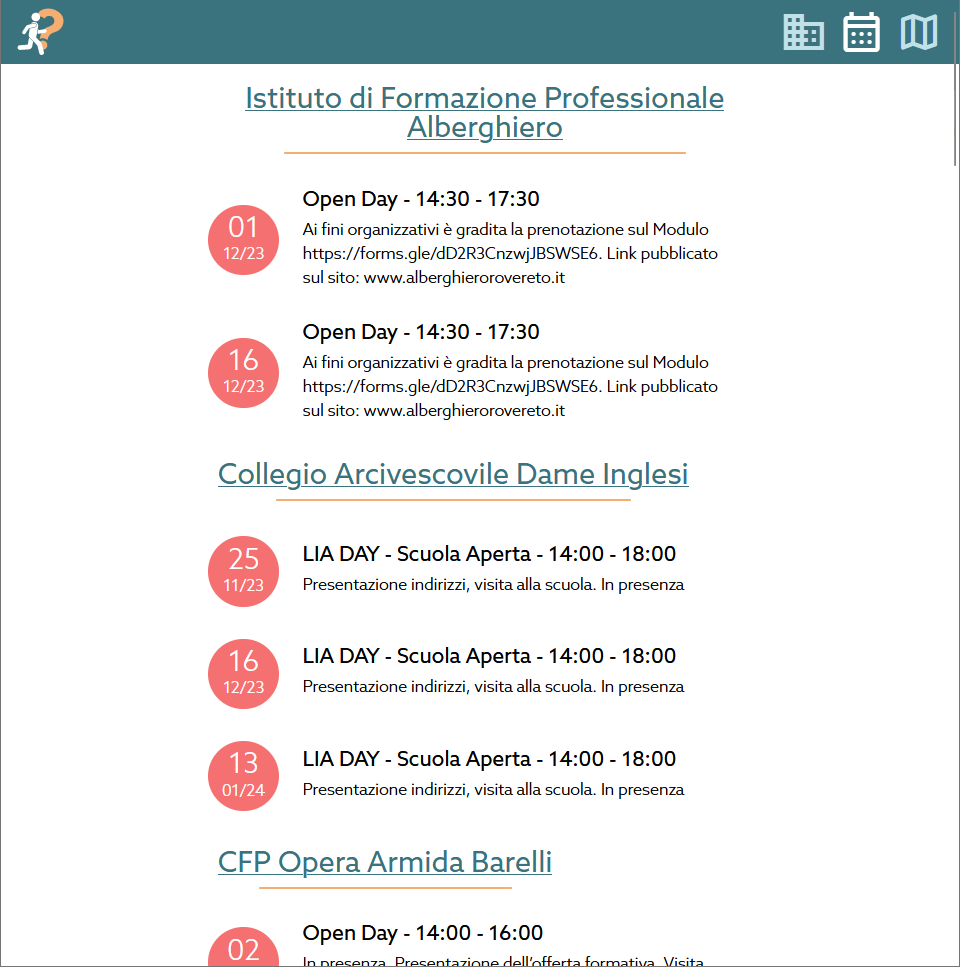 Istituto di Formazione Professionale
Alberghiero
Open Day - 14:30 - 17:30
01
12/23
Ai fini organizzativi è gradita la prenotazione sul Modulo
https://forms.gle/dD2R3CnzwjJBSWSE6. Link pubblicato
sul sito: www.alberghierorovereto.it
Open Day - 14:30 - 17:30
16
12/23
Ai fini organizzativi è gradita la prenotazione sul Modulo
https://forms.gle/dD2R3CnzwjJBSWSE6. Link pubblicato
sul sito: www.alberghierorovereto.it
Collegio Arcivescovile Dame Inglesi
25
11/23
LIA DAY - Scuola Aperta - 14:00 - 18:00
Presentazione indirizzi, visita alla scuola. In presenza
16
12/23
LIA DAY - Scuola Aperta - 14:00 - 18:00
Presentazione indirizzi, visita alla scuola. In presenza
13
01/24
LIA DAY - Scuola Aperta - 14:00 - 18:00
Presentazione indirizzi, visita alla scuola. In presenza
CFP Opera Armida Barelli
02
Open Day - 14:00 - 16:00
In presenza. Presentazione dell'offerta formativa. Visita